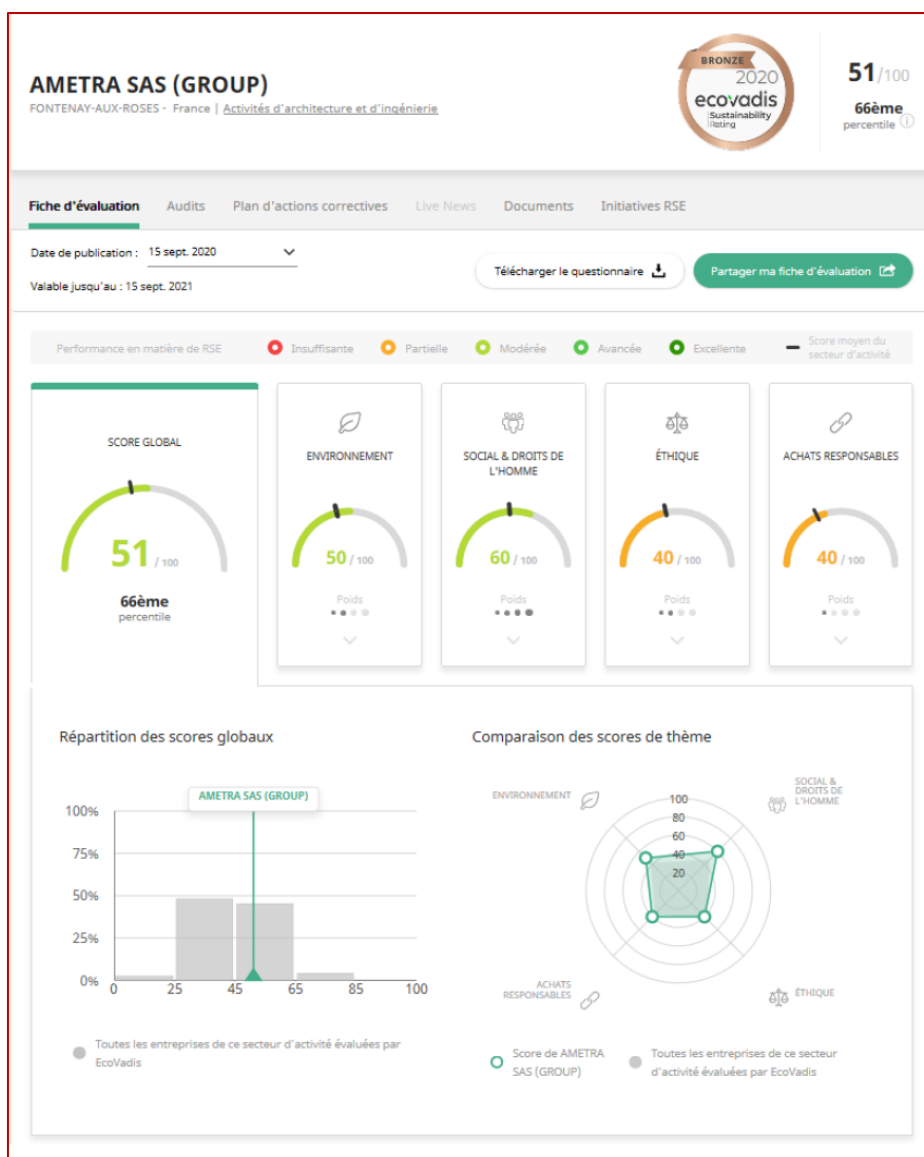 AMETRA SAS (GROUP)
FONTENAY-AUX-ROSES - France | Activités d'architecture et d'ingénierie
BRONZE
2020
ecovadis
Sustainability
Rating
51/100
66ème
percentile
Fiche d'évaluation Audits Plan d'actions correctives Live News Documents Initiatives RSE
Date de publication : 15 sept. 2020
Valable jusqu'au : 15 sept. 2021
Télécharger le questionnaire
Partager ma fiche d'évaluation
Performance en matière de RSE Insuffisante Partielle Modérée Avancée Excellente Score moyen du
secteur d'activité
SCORE GLOBAL
51 / 100
66ème
percentile
ENVIRONNEMENT
50 / 100
Poids
SOCIAL & DROITS DE
L'HOMME
60 / 100
Poids
ÉTHIQUE
40 / 100
Poids
ACHATS RESPONSABLES
40 / 100
Poids
Répartition des scores globaux
AMETRA SAS (GROUP)
100%
75%
50%
25%
0%
0 25 45 65 85 100
Toutes les entreprises de ce secteur d'activité évaluées par
EcoVadis
Comparaison des scores de thème
ENVIRONNEMENT
SOCIAL &
DROITS DE
L'HOMME
100
80
60
40
20
ACHATS
RESPONSABLES
ÉTHIQUE
Score de AMETRA
SAS (GROUP)
Toutes les entreprises de ce secteur
d'activité évaluées par EcoVadis